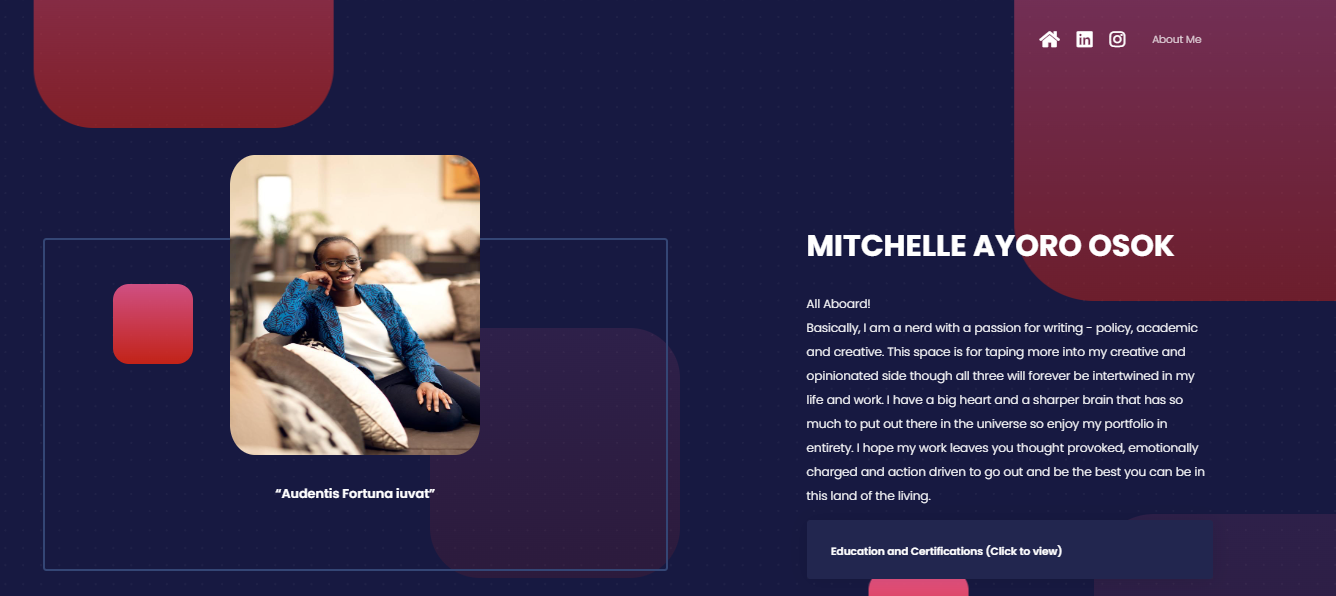 About Me
MITCHELLE AYORO OSOK
All Aboard!
Basically, I am a nerd with a passion for writing - policy, academic
and creative. This space is for taping more into my creative and
opinionated side though all three will forever be intertwined in my
life and work. I have a big heart and a sharper brain that has so
much to put out there in the universe so enjoy my portfolio in
entirety. I hope my work leaves you thought provoked, emotionally
charged and action driven to go out and be the best you can be in
this land of the living.
Education and Certifications (Click to view)
“Audentis Fortuna iuvat”